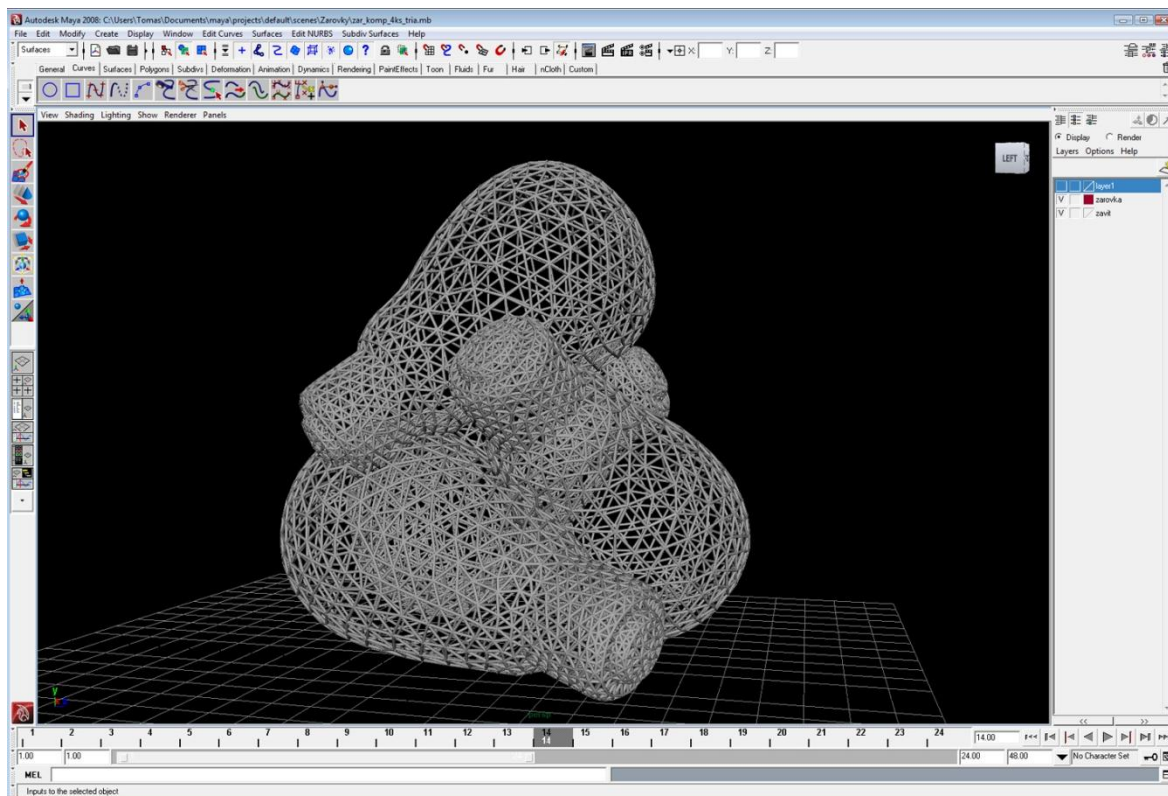 Autodesk Maya 2008: C:\Users\Tomas\Documents\maya\projects\default\scenes\Zarovky\zar_komp_4ks_tria.mb
File Edit Modify Create Display Window Edit Curves Surfaces Edit NURBS Subdiv Surfaces Help
Surfaces X: Y: Z:
General Curves Surfaces Polygons Subdivs Deformation Animation Dynamics Rendering PaintEffects Toon Fluids Fur Hair nCloth Custom
View Shading Lighting Show Renderer Panels
Display Render
Layers Options Help
LEFT
layer1
V zarovka
V zavit
y
persp
1 2 3 4 5 6 7 8 9 10 11 12 13 14 15 16 17 18 19 20 21 22 23 24 14.00
14
1.00 1.00 24.00 48.00 No Character Set
MEL
Inputs to the selected object